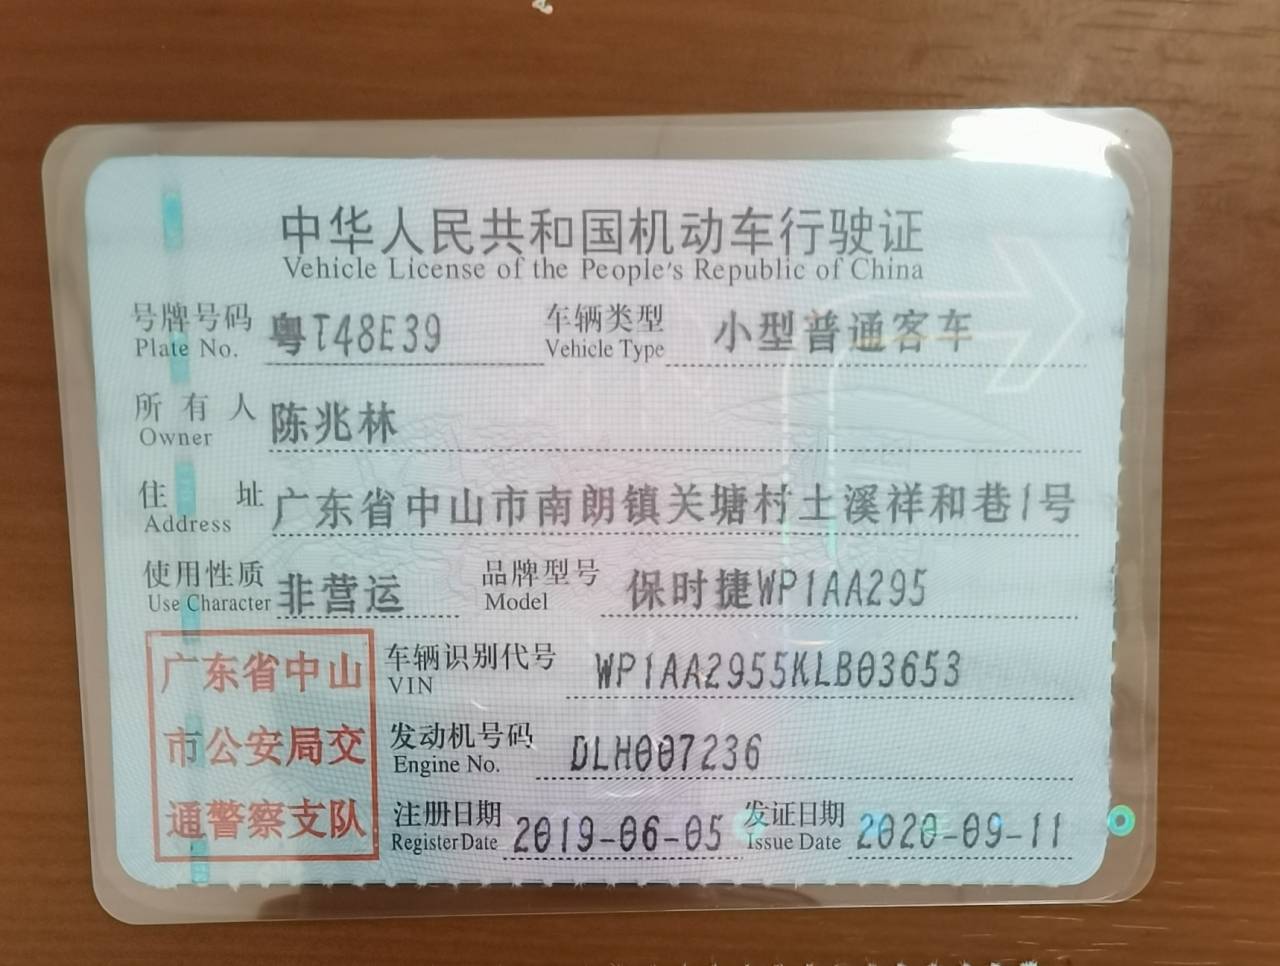 中华人民共和国机动车行驶证
Vehicle License of the People's Republic of China
号牌号码 粤T48E39 车辆类型 小型普通客车
Plate No. Vehicle Type
所有人 陈兆林
Owner
住址 广东省中山市南朗镇关塘村土溪祥和巷1号
Address
使用性质 非营运 品牌型号 保时捷WP1AA295
Use Character Model
广东省中山
市公安局交
通警察支队
车辆识别代号 WP1AA2955KLB03653
VIN
发动机号码 DLH007236
Engine No.
注册日期 2019-06-05 发证日期 2020-09-11
Register Date Issue Date